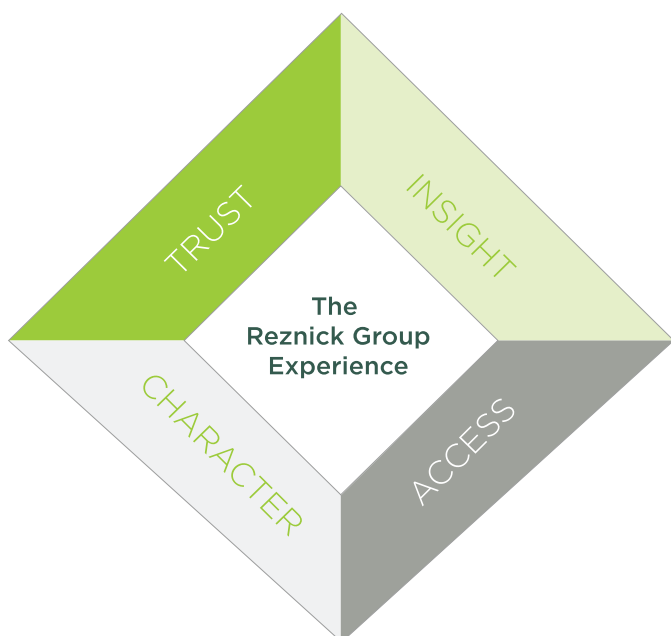 TRUST
INSIGHT
The
Reznick Group
Experience
CHARACTER
ACCESS